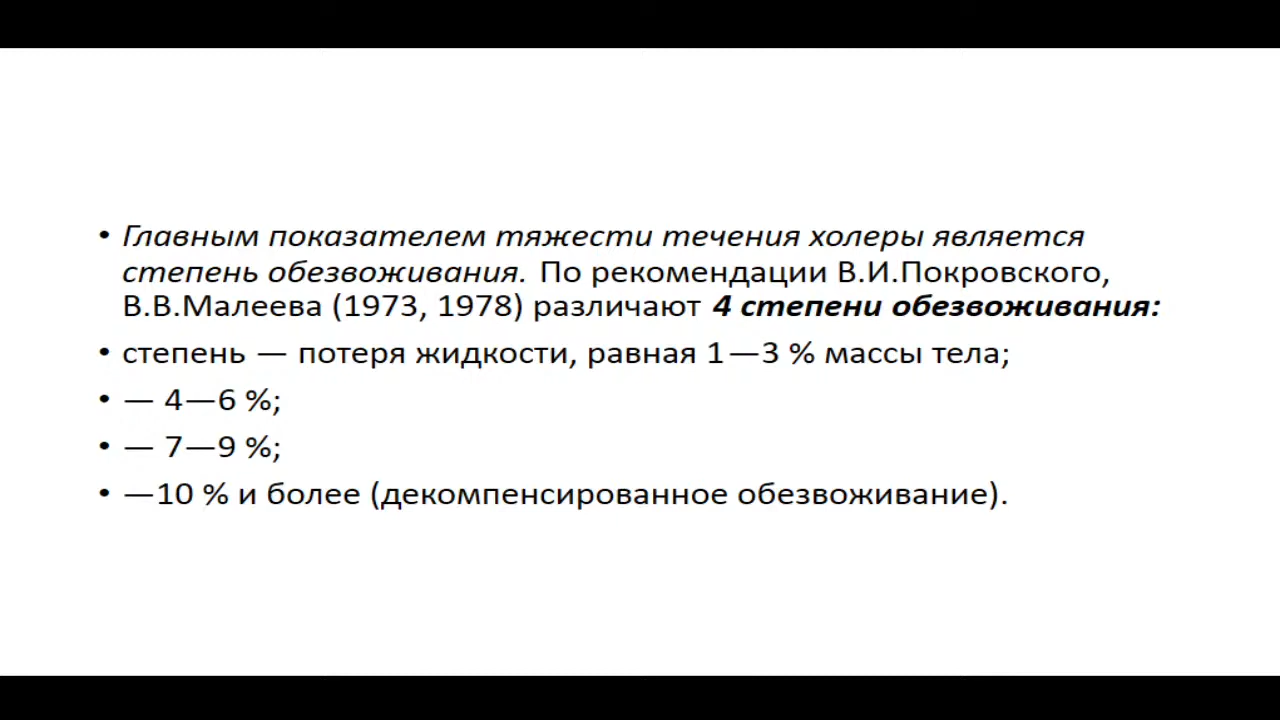 • Главным показателем тяжести течения холеры является
степень обезвоживания. По рекомендации В.И.Покровского,
В.В.Малеева (1973, 1978) различают 4 степени обезвоживания:
• степень — потеря жидкости, равная 1—3 % массы тела;
• — 4—6 %;
• — 7—9 %;
• —10 % и более (декомпенсированное обезвоживание).